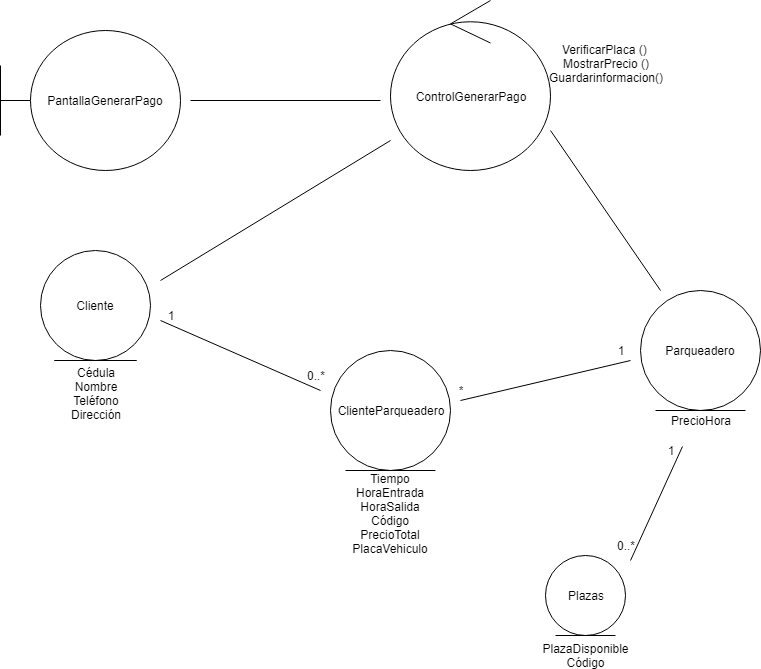 VerificarPlaca ()
MostrarPrecio ()
Guardarinformacion()
PantallaGenerarPago
ControlGenerarPago
Cliente
1
Cédula
Nombre
Teléfono
Dirección
0..*
ClienteParqueadero
*
1
Tiempo
HoraEntrada
HoraSalida
Código
PrecioTotal
PlacaVehiculo
Parqueadero
PrecioHora
1
0..*
Plazas
PlazaDisponible
Código